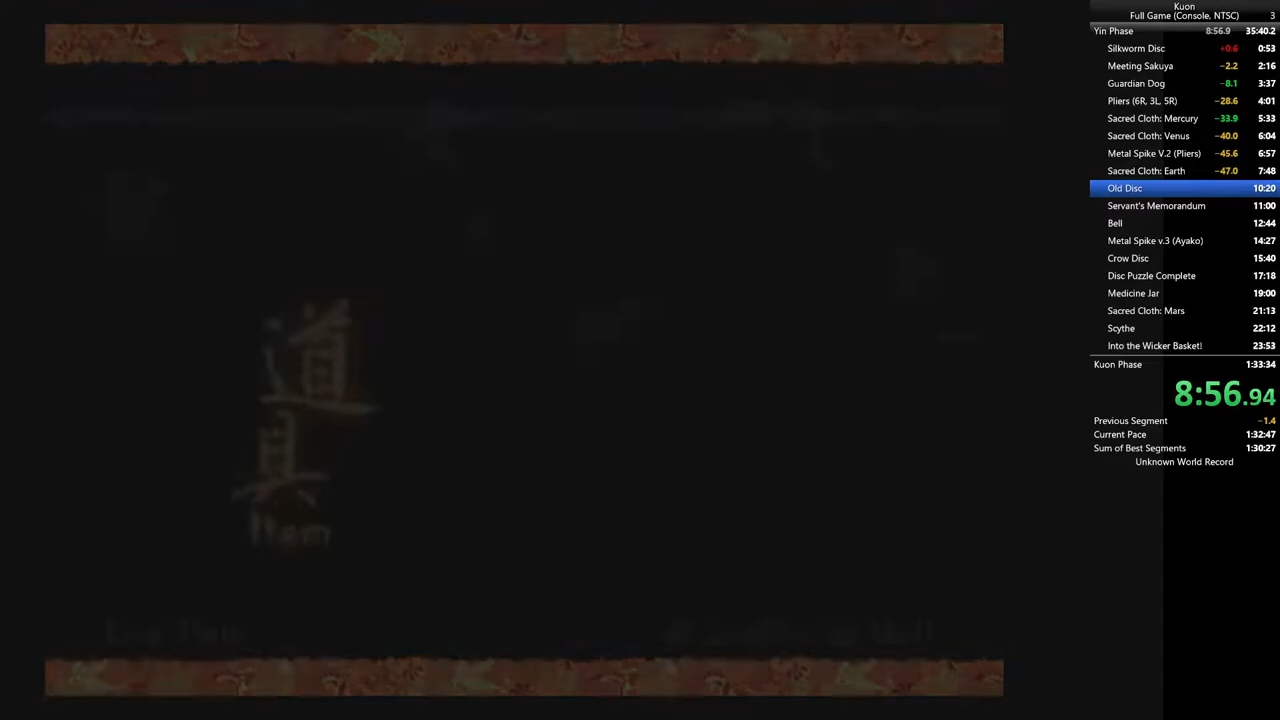 Kuon
Full Game (Console, NTSC) 3
Yin Phase 8:56.9 35:40.2
Silkworm Disc +0.6 0:53
Meeting Sakuya −2.2 2:16
Guardian Dog −8.1 3:37
Pliers (6R, 3L, 5R) −28.6 4:01
Sacred Cloth: Mercury −33.9 5:33
Sacred Cloth: Venus −40.0 6:04
Metal Spike V.2 (Pliers) −45.6 6:57
Sacred Cloth: Earth −47.0 7:48
Old Disc 10:20
Servant's Memorandum 11:00
Bell 12:44
Metal Spike v.3 (Ayako) 14:27
Crow Disc 15:40
Disc Puzzle Complete 17:18
Medicine Jar 19:00
Sacred Cloth: Mars 21:13
Scythe 22:12
Into the Wicker Basket! 23:53
Kuon Phase 1:33:34
8:56.94
Previous Segment −1.4
Current Pace 1:32:47
Sum of Best Segments 1:30:27
Unknown World Record
道具
Item